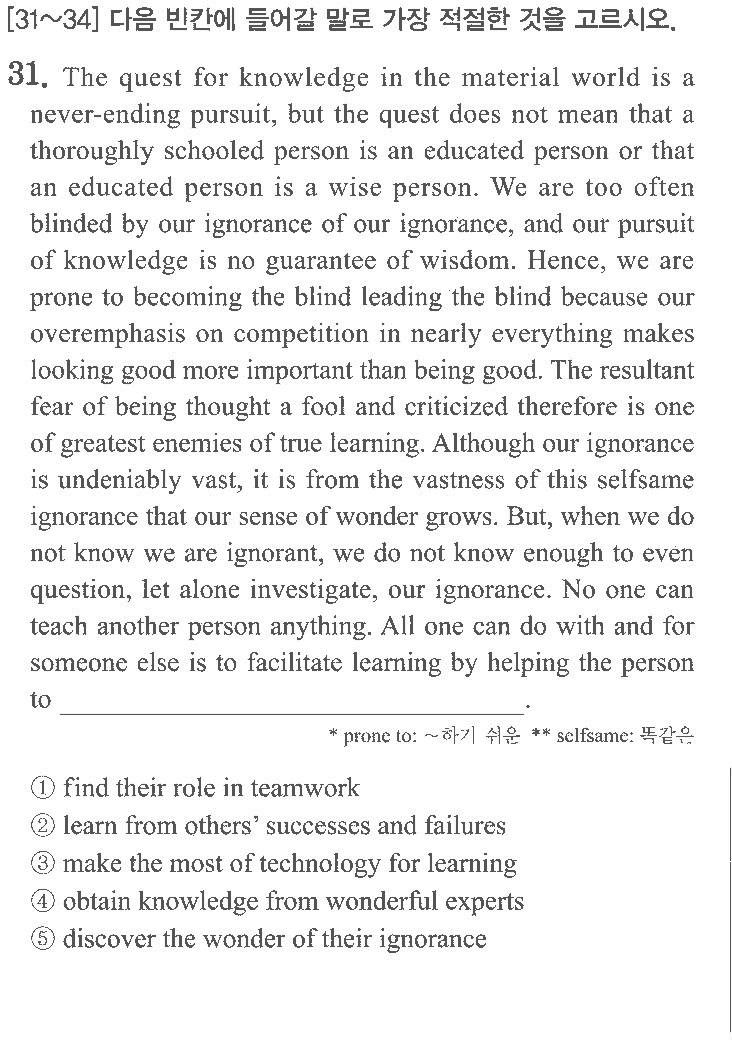 [31～34] 다음 빈칸에 들어갈 말로 가장 적절한 것을 고르시오.
31. The quest for knowledge in the material world is a
never-ending pursuit, but the quest does not mean that a
thoroughly schooled person is an educated person or that
an educated person is a wise person. We are too often
blinded by our ignorance of our ignorance, and our pursuit
of knowledge is no guarantee of wisdom. Hence, we are
prone to becoming the blind leading the blind because our
overemphasis on competition in nearly everything makes
looking good more important than being good. The resultant
fear of being thought a fool and criticized therefore is one
of greatest enemies of true learning. Although our ignorance
is undeniably vast, it is from the vastness of this selfsame
ignorance that our sense of wonder grows. But, when we do
not know we are ignorant, we do not know enough to even
question, let alone investigate, our ignorance. No one can
teach another person anything. All one can do with and for
someone else is to facilitate learning by helping the person
to ______________________________.
* prone to: ~하기 쉬운 ** selfsame: 똑같은
① find their role in teamwork
② learn from others’ successes and failures
③ make the most of technology for learning
④ obtain knowledge from wonderful experts
⑤ discover the wonder of their ignorance